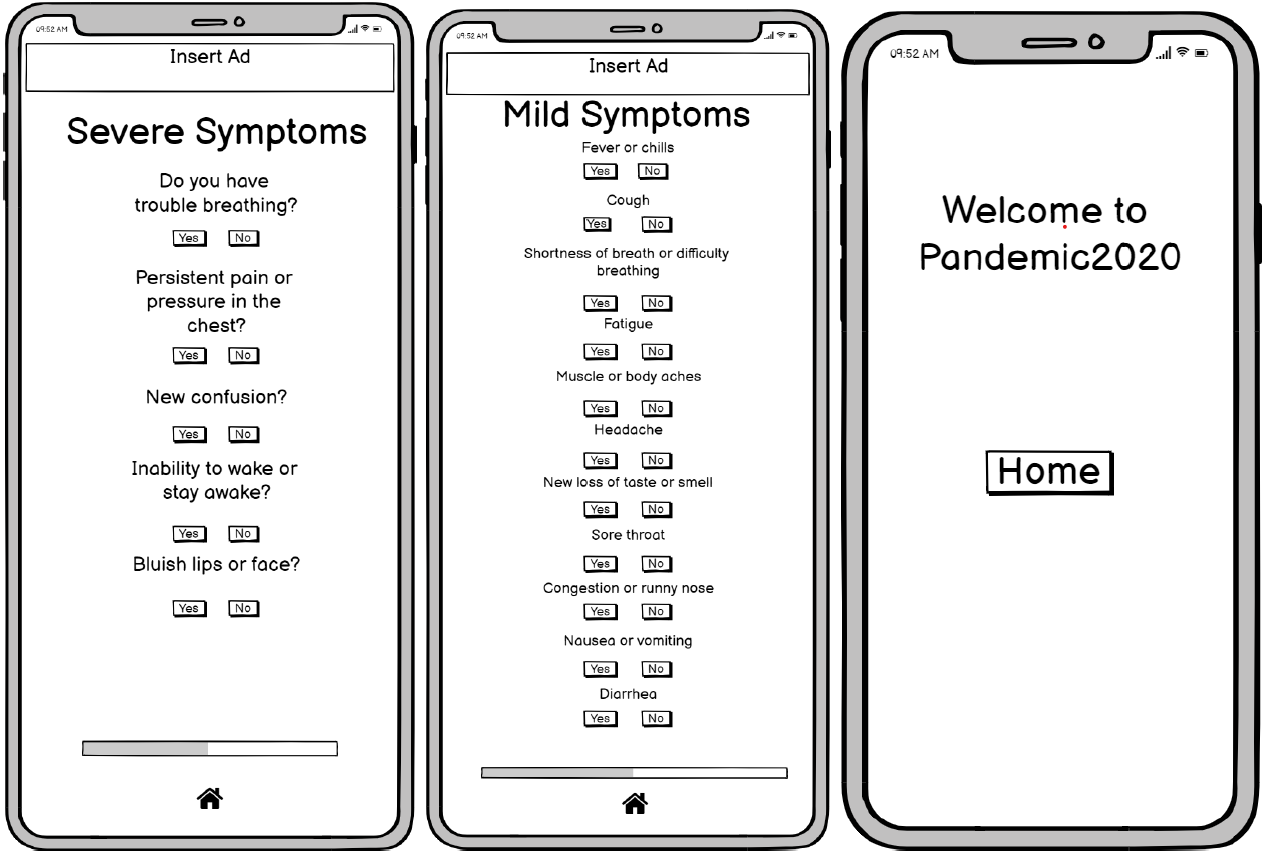 09:52 AM
Insert Ad
Severe Symptoms
Do you have
trouble breathing?
Yes No
Persistent pain or
pressure in the
chest?
Yes No
New confusion?
Yes No
Inability to wake or
stay awake?
Yes No
Bluish lips or face?
Yes No
09:52 AM
Insert Ad
Mild Symptoms
Fever or chills
Yes No
Cough
Yes No
Shortness of breath or difficulty
breathing
Yes No
Fatigue
Yes No
Muscle or body aches
Yes No
Headache
Yes No
New loss of taste or smell
Yes No
Sore throat
Yes No
Congestion or runny nose
Yes No
Nausea or vomiting
Yes No
Diarrhea
Yes No
09:52 AM
Welcome to
Pandemic2020
Home